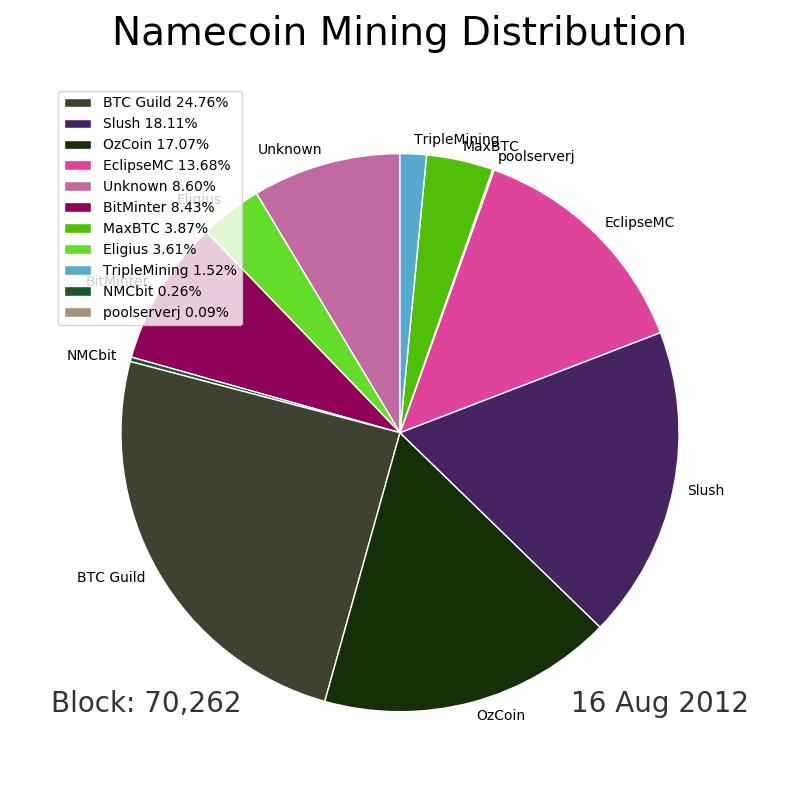 Namecoin Mining Distribution
BTC Guild 24.76%
Slush 18.11%
OzCoin 17.07%
EclipseMC 13.68%
Unknown 8.60%
BitMinter 8.43%
MaxBTC 3.87%
Eligius 3.61%
TripleMining 1.52%
NMCbit 0.26%
poolserverj 0.09%
TripleMining
MaxBTC
poolserverj
Unknown
Eligius
EclipseMC
BitMinter
NMCbit
Slush
BTC Guild
OzCoin
Block: 70,262
16 Aug 2012